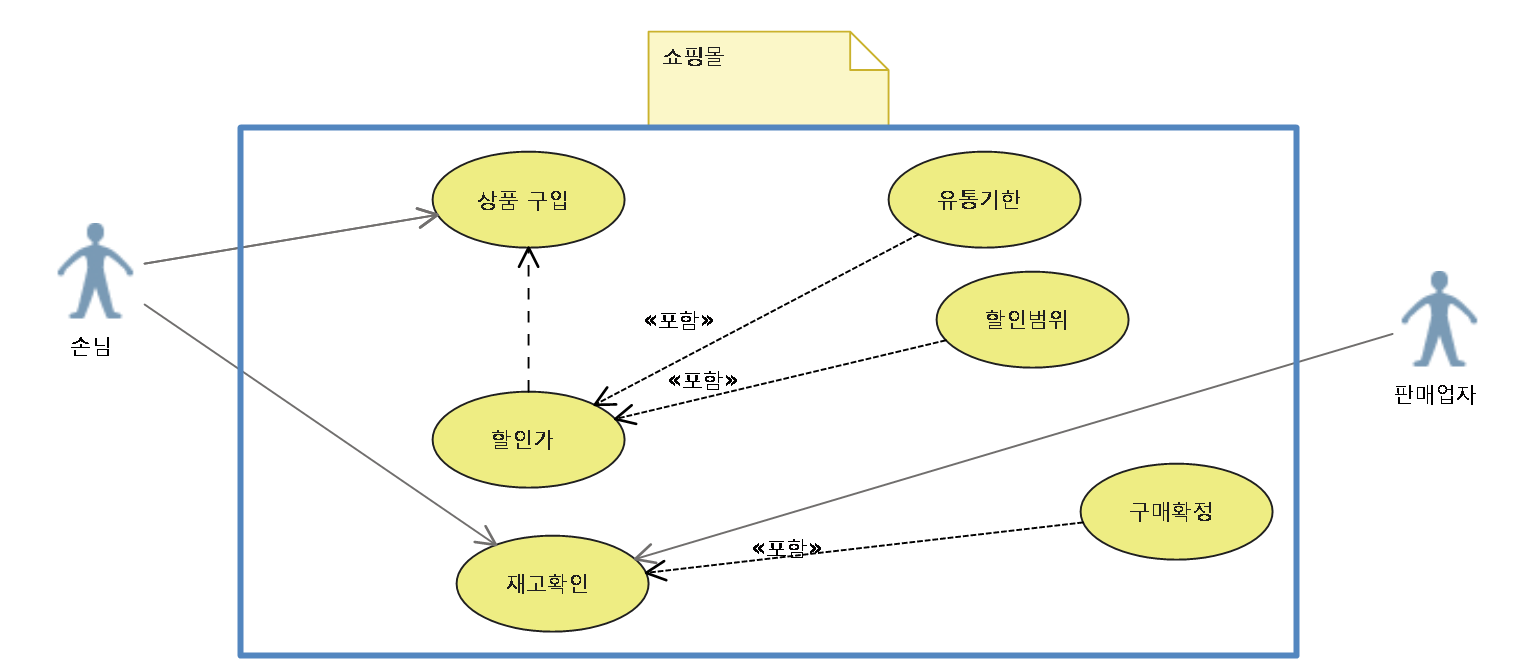 쇼핑몰
상품 구입
유통기한
할인범위
«포함»
손님
«포함»
판매업자
할인가
구매확정
«포함»
재고확인